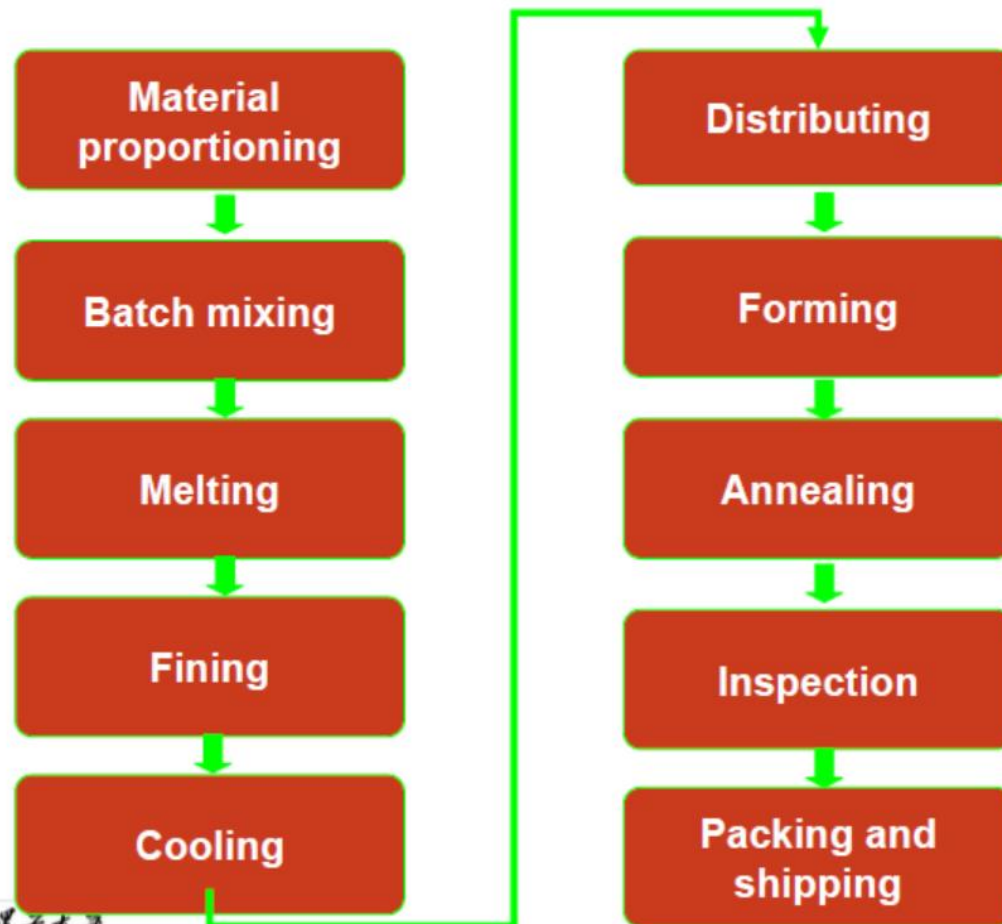 Material
proportioning
Batch mixing
Melting
Fining
Cooling
Distributing
Forming
Annealing
Inspection
Packing and
shipping